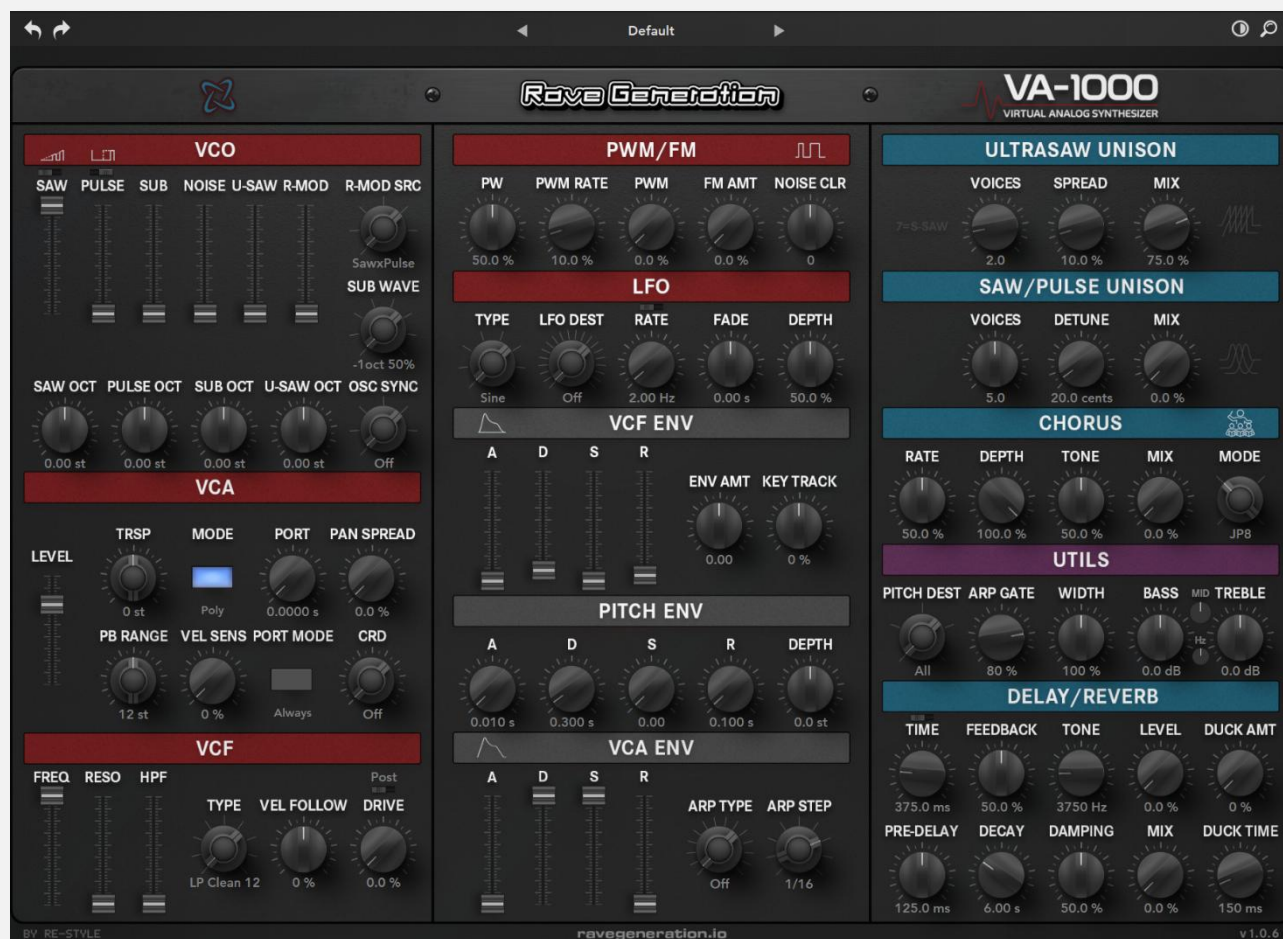 Default
Rave Generation
VA-1000
VIRTUAL ANALOG SYNTHESIZER
VCO
SAW PULSE SUB NOISE U-SAW R-MOD R-MOD SRC
SawxPulse
SUB WAVE
-1oct 50%
SAW OCT PULSE OCT SUB OCT U-SAW OCT OSC SYNC
0.00 st 0.00 st 0.00 st 0.00 st Off
VCA
LEVEL
TRSP MODE PORT PAN SPREAD
0 st Poly 0.0000 s 0.0 %
PB RANGE VEL SENS PORT MODE CRD
12 st 0 % Always Off
VCF
FREQ RESO HPF
Post
TYPE VEL FOLLOW DRIVE
LP Clean 12 0 % 0.0 %
PWM/FM
PW PWM RATE PWM FM AMT NOISE CLR
50.0 % 10.0 % 0.0 % 0.0 % 0
LFO
TYPE LFO DEST RATE FADE DEPTH
Sine Off 2.00 Hz 0.00 s 50.0 %
VCF ENV
A D S R
ENV AMT KEY TRACK
0.00 0 %
PITCH ENV
A D S R DEPTH
0.010 s 0.300 s 0.00 0.100 s 0.0 st
VCA ENV
A D S R
ARP TYPE ARP STEP
Off 1/16
ULTRASAW UNISON
VOICES SPREAD MIX
7=S-SAW
2.0 10.0 % 75.0 %
SAW/PULSE UNISON
VOICES DETUNE MIX
5.0 20.0 cents 0.0 %
CHORUS
RATE DEPTH TONE MIX MODE
50.0 % 100.0 % 50.0 % 0.0 % JP8
UTILS
PITCH DEST ARP GATE WIDTH BASS MID TREBLE
Hz
All 80 % 100 % 0.0 dB 0.0 dB
DELAY/REVERB
TIME FEEDBACK TONE LEVEL DUCK AMT
375.0 ms 50.0 % 3750 Hz 0.0 % 0 %
PRE-DELAY DECAY DAMPING MIX DUCK TIME
125.0 ms 6.00 s 50.0 % 0.0 % 150 ms
BY RE-STYLE
ravegeneration.io
v1.0.6